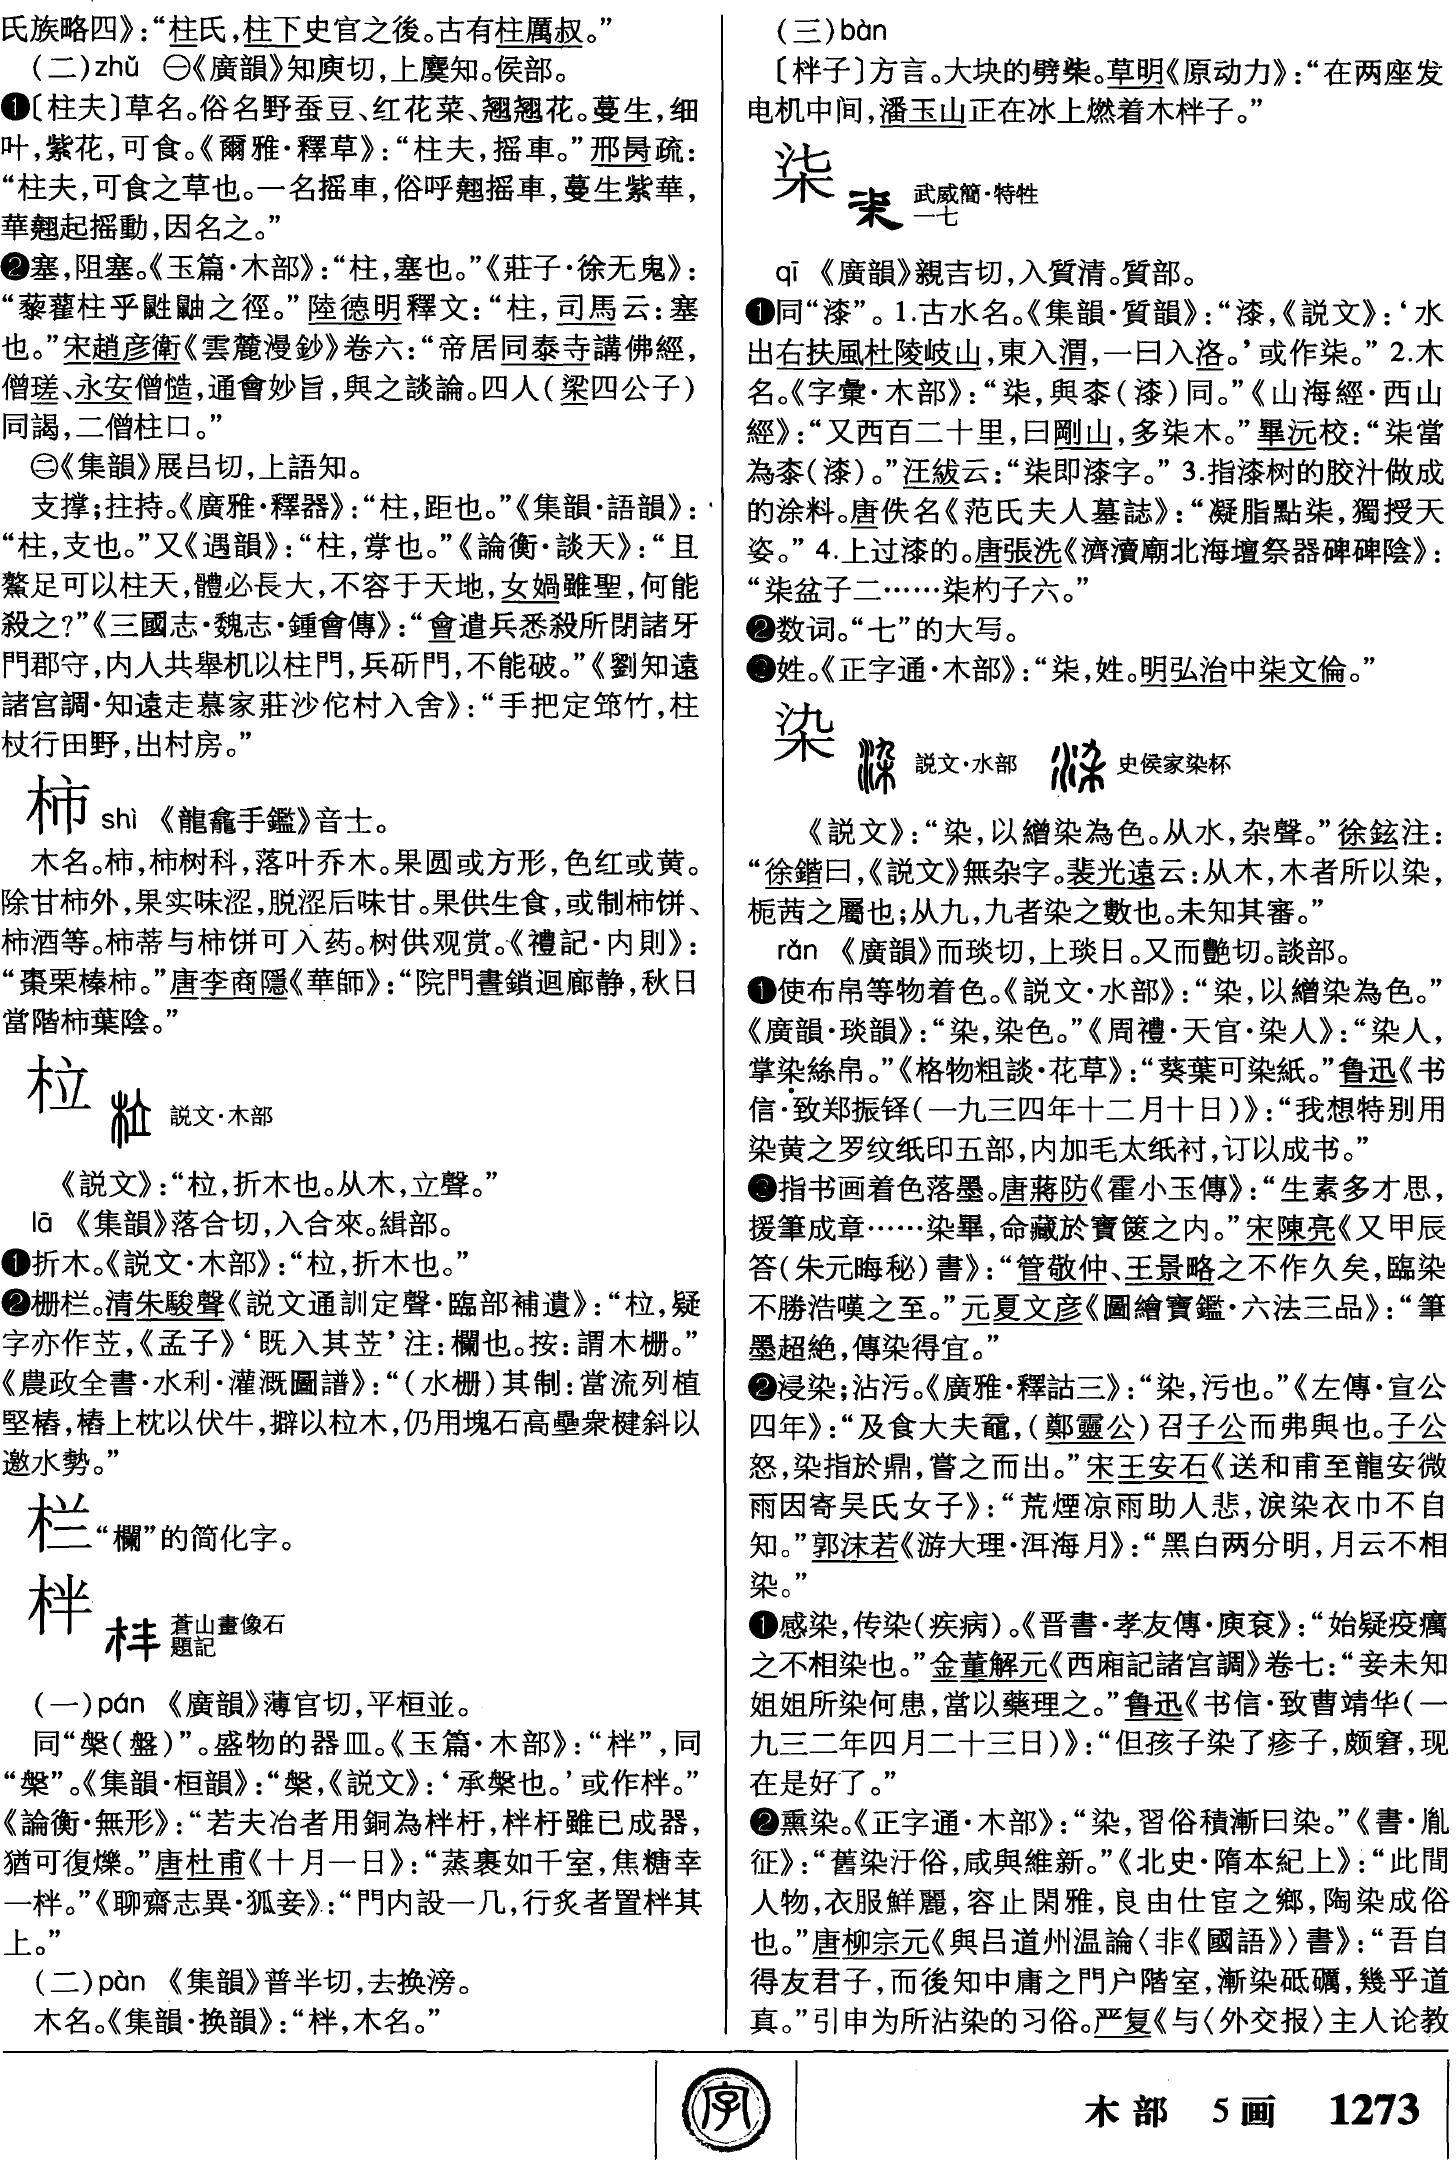 氏族略四》：“柱氏，柱下史官之後。古有柱厲叔。”
（二）zhǔ ㊀《廣韻》知庾切，上麌知。侯部。
❶〔柱夫〕草名。俗名野蚕豆、红花菜、翘翘花。蔓生，细
叶，紫花，可食。《爾雅·釋草》：“柱夫，摇車。”邢昺疏：
“柱夫，可食之草也。一名摇車，俗呼翹摇車，蔓生紫華，
華翹起摇動，因名之。”
❷塞，阻塞。《玉篇·木部》：“柱，塞也。”《莊子·徐无鬼》：
“藜藿柱乎鼪鼬之徑。”陸德明釋文：“柱，司馬云：塞
也。”宋趙彦衛《雲麓漫鈔》卷六：“帝居同泰寺講佛經，
僧瑳、永安僧慥，通會妙旨，與之談論。四人（梁四公子）
同謁，二僧柱口。”
㊁《集韻》展吕切，上語知。
支撑；拄持。《廣雅·釋器》：“柱，距也。”《集韻·語韻》：
“柱，支也。”又《遇韻》：“柱，撑也。”《論衡·談天》：“且
鰲足可以柱天，體必長大，不容于天地，女媧雖聖，何能
殺之？”《三國志·魏志·鍾會傳》：“會遣兵悉殺所閉諸牙
門郡守，内人共舉机以柱門，兵斫門，不能破。”《劉知遠
諸宫調·知遠走慕家莊沙佗村入舍》：“手把定筇竹，柱
杖行田野，出村房。”
柿 shì 《龍龕手鑑》音士。
木名。柿，柿树科，落叶乔木。果圆或方形，色红或黄。
除甘柿外，果实味涩，脱涩后味甘。果供生食，或制柿饼、
柿酒等。柿蒂与柿饼可入药。树供观赏。《禮記·内則》：
“棗栗榛柿。”唐李商隱《華師》：“院門晝鎖迴廊静，秋日
當階柿葉陰。”
柆 説文·木部
《説文》：“柆，折木也。从木，立聲。”
lā 《集韻》落合切，入合來。緝部。
❶折木。《説文·木部》：“柆，折木也。”
❷栅栏。清朱駿聲《説文通訓定聲·臨部補遺》：“柆，疑
字亦作苙，《孟子》‘既入其苙’注：欄也。按：謂木栅。”
《農政全書·水利·灌溉圖譜》：“（水栅）其制：當流列植
堅樁，樁上枕以伏牛，擗以柆木，仍用塊石高壘衆楗斜以
邀水勢。”
栏 “欄”的简化字。
柈 蒼山畫像石
題記
（一）pán 《廣韻》薄官切，平桓並。
同“槃（盤）”。盛物的器皿。《玉篇·木部》：“柈”，同
“槃”。《集韻·桓韻》：“槃，《説文》：‘承槃也。’或作柈。”
《論衡·無形》：“若夫冶者用銅為柈杅，柈杅雖已成器，
猶可復爍。”唐杜甫《十月一日》：“蒸裹如千室，焦糖幸
一柈。”《聊齋志異·狐妾》：“門内設一几，行炙者置柈其
上。”
（二）pàn 《集韻》普半切，去换滂。
木名。《集韻·换韻》：“柈，木名。”
（三）bàn
〔柈子〕方言。大块的劈柴。草明《原动力》：“在两座发
电机中间，潘玉山正在冰上燃着木柈子。”
柒 武威簡·特牲
一七
qī 《廣韻》親吉切，入質清。質部。
❶同“漆”。1.古水名。《集韻·質韻》：“漆，《説文》：‘水
出右扶風杜陵岐山，東入渭，一曰入洛。’或作柒。”2.木
名。《字彙·木部》：“柒，與桼（漆）同。”《山海經·西山
經》：“又西百二十里，曰剛山，多柒木。”畢沅校：“柒當
為桼（漆）。”汪紱云：“柒即漆字。”3.指漆树的胶汁做成
的涂料。唐佚名《范氏夫人墓誌》：“凝脂點柒，獨授天
姿。”4.上过漆的。唐張洗《濟瀆廟北海壇祭器碑碑陰》：
“柒盆子二……柒杓子六。”
❷数词。“七”的大写。
❸姓。《正字通·木部》：“柒，姓。明弘治中柒文倫。”
染 説文·水部 史侯家染杯
《説文》：“染，以繒染為色。从水，杂聲。”徐鉉注：
“徐鍇曰，《説文》無杂字。裴光遠云：从木，木者所以染，
栀茜之屬也；从九，九者染之數也。未知其審。”
rǎn 《廣韻》而琰切，上琰日。又而豔切。談部。
❶使布帛等物着色。《説文·水部》：“染，以繒染為色。”
《廣韻·琰韻》：“染，染色。”《周禮·天官·染人》：“染人，
掌染絲帛。”《格物粗談·花草》：“葵葉可染紙。”鲁迅《书
信·致郑振铎（一九三四年十二月十日）》：“我想特别用
染黄之罗纹纸印五部，内加毛太纸衬，订以成书。”
❸指书画着色落墨。唐蔣防《霍小玉傳》：“生素多才思，
援筆成章……染畢，命藏於寶篋之内。”宋陳亮《又甲辰
答（朱元晦秘）書》：“管敬仲、王景略之不作久矣，臨染
不勝浩嘆之至。”元夏文彦《圖繪寶鑑·六法三品》：“筆
墨超絶，傳染得宜。”
❷浸染；沾污。《廣雅·釋詁三》：“染，污也。”《左傳·宣公
四年》：“及食大夫黿，（鄭靈公）召子公而弗與也。子公
怒，染指於鼎，嘗之而出。”宋王安石《送和甫至龍安微
雨因寄吴氏女子》：“荒煙凉雨助人悲，淚染衣巾不自
知。”郭沫若《游大理·洱海月》：“黑白两分明，月云不相
染。”
❶感染，传染（疾病）。《晋書·孝友傳·庾袞》：“始疑疫癘
之不相染也。”金董解元《西廂記諸宫調》卷七：“妾未知
姐姐所染何患，當以藥理之。”鲁迅《书信·致曹靖华（一
九三二年四月二十三日）》：“但孩子染了疹子，颇窘，现
在是好了。”
❷熏染。《正字通·木部》：“染，習俗積漸曰染。”《書·胤
征》：“舊染汙俗，咸與維新。”《北史·隋本紀上》：“此間
人物，衣服鮮麗，容止閑雅，良由仕宦之鄉，陶染成俗
也。”唐柳宗元《與吕道州温論〈非《國語》〉書》：“吾自
得友君子，而後知中庸之門户階室，漸染砥礪，幾乎道
真。”引申为所沾染的习俗。严复《与〈外交报〉主人论教
字
木部 5画 1273